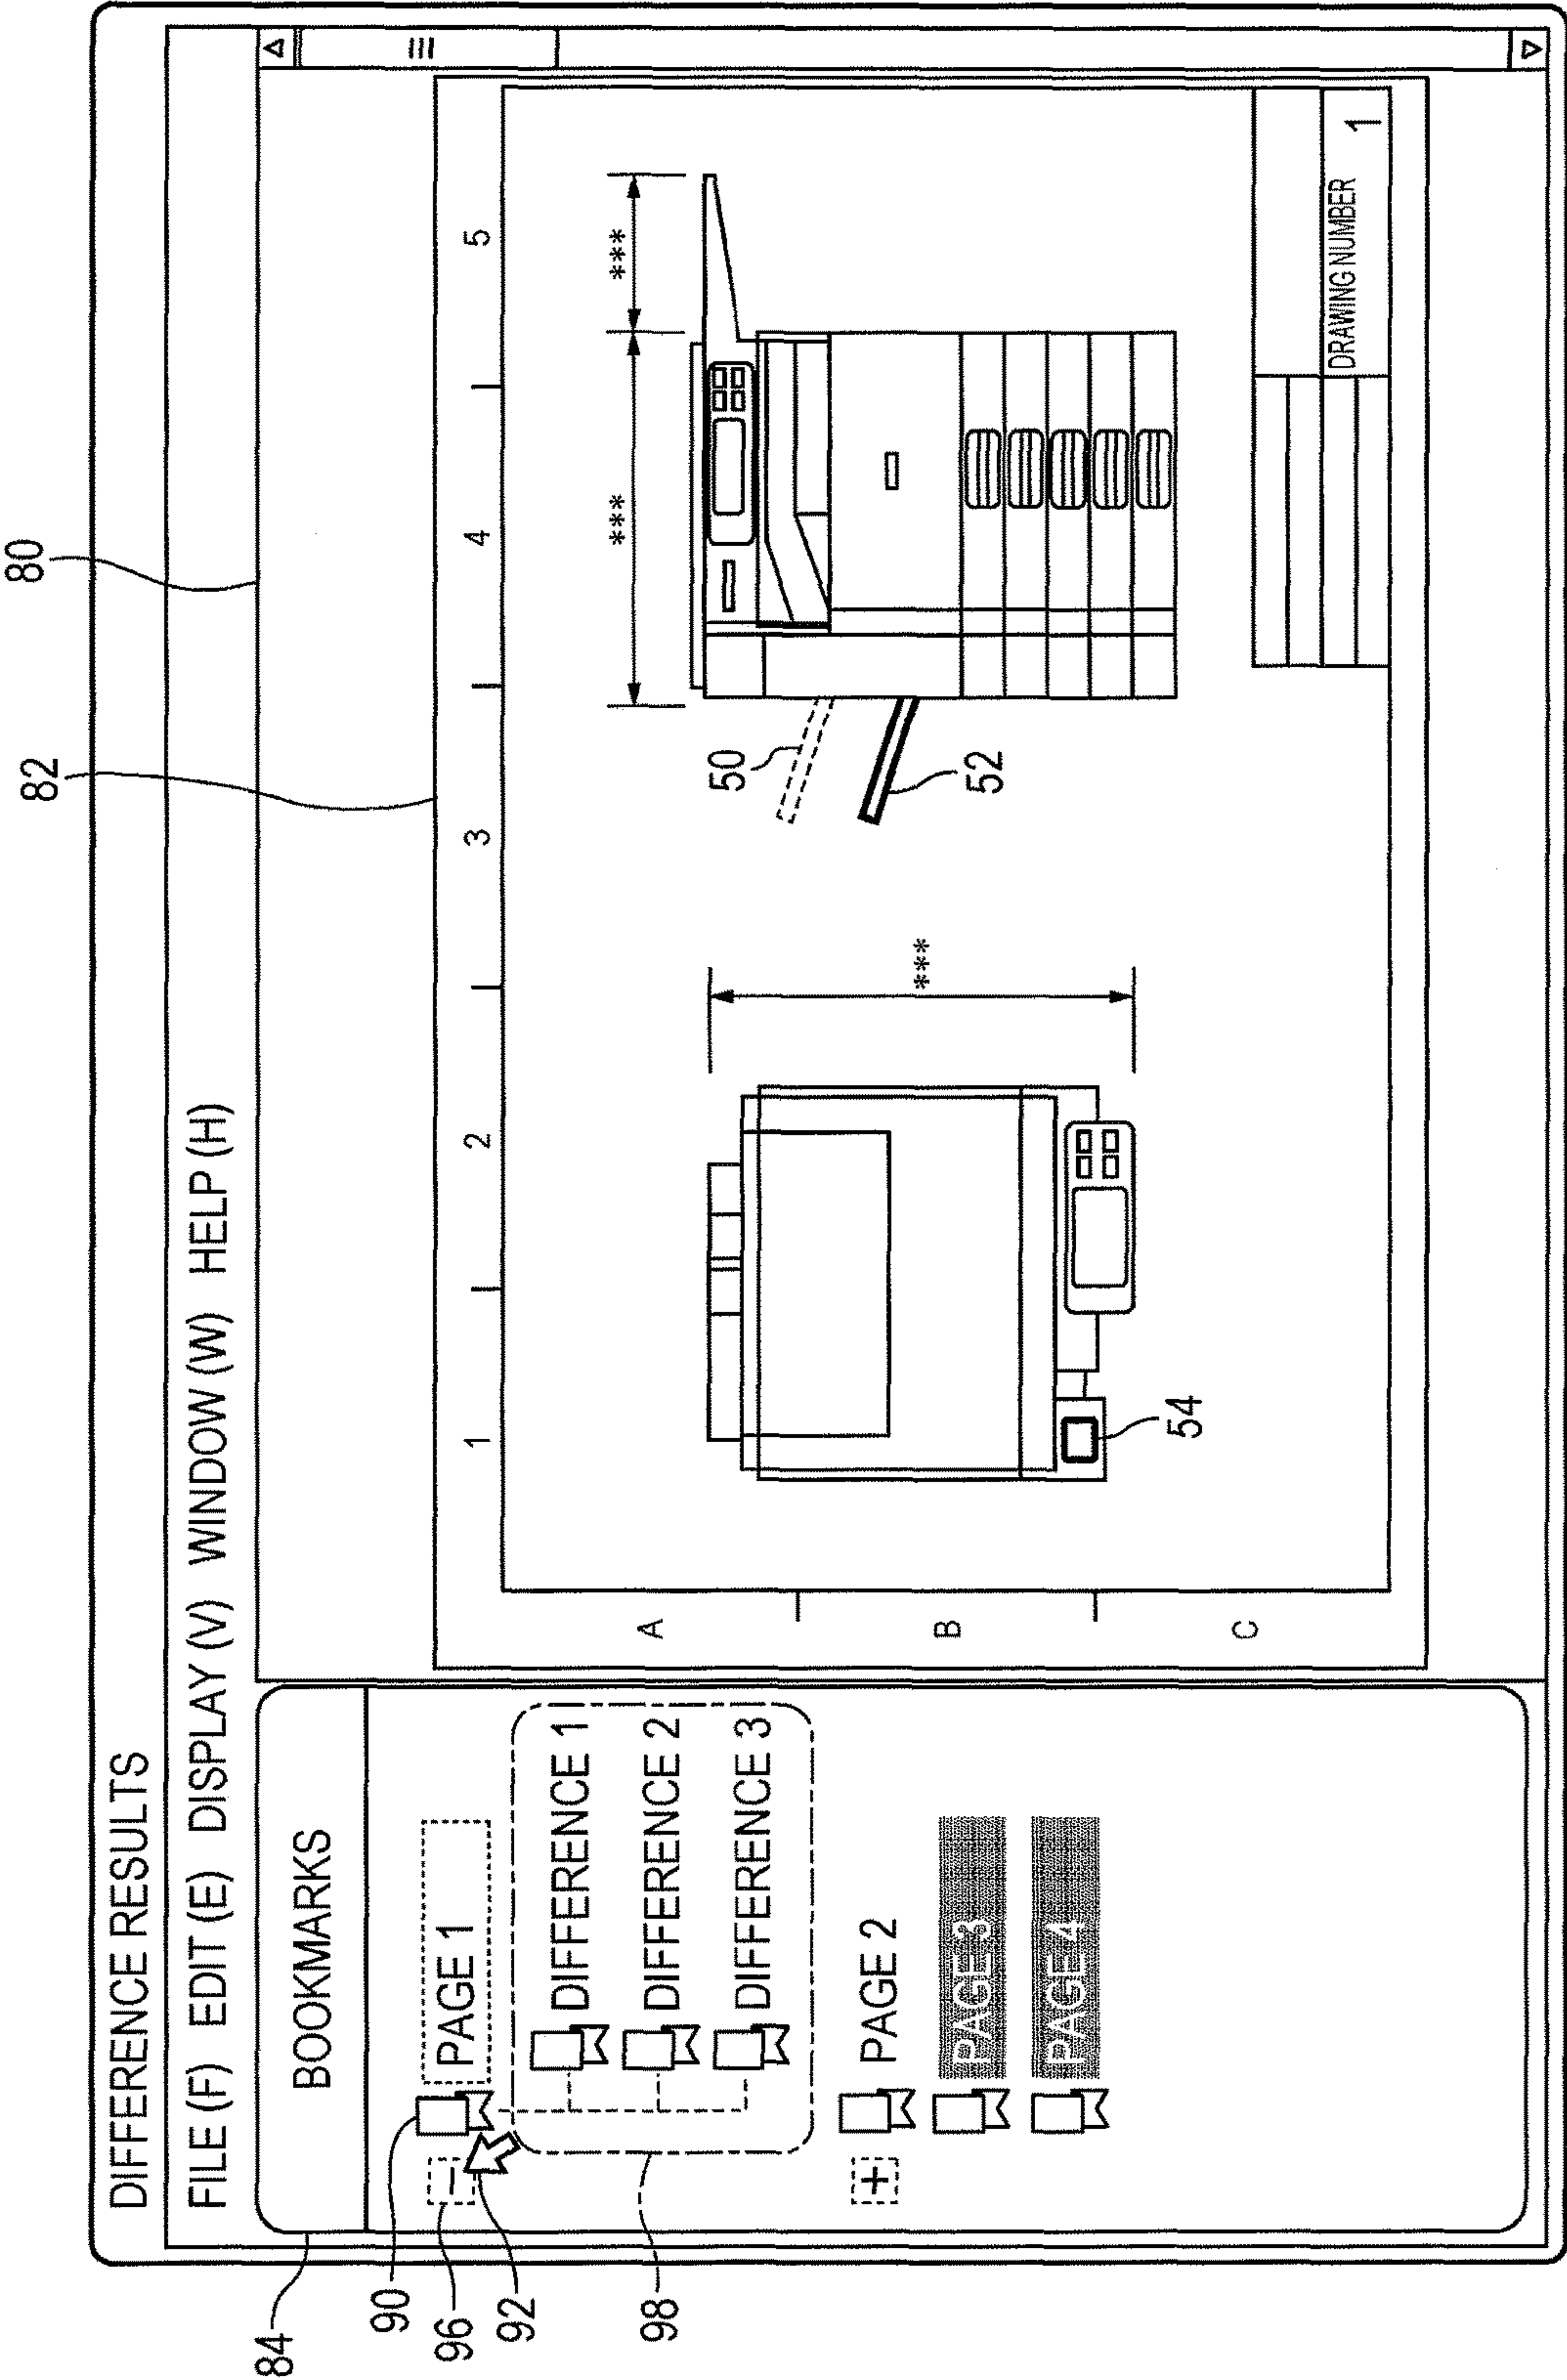 80
82
DIFFERENCE RESULTS
FILE (F) EDIT (E) DISPLAY (V) WINDOW (W) HELP (H)
84
BOOKMARKS
90
96
92
98
PAGE 1
DIFFERENCE 1
DIFFERENCE 2
DIFFERENCE 3
PAGE 2
PAGE 3
PAGE 4
1 2 3 4 5
A
B
C
*** ***
***
50
52
54
DRAWING NUMBER 1